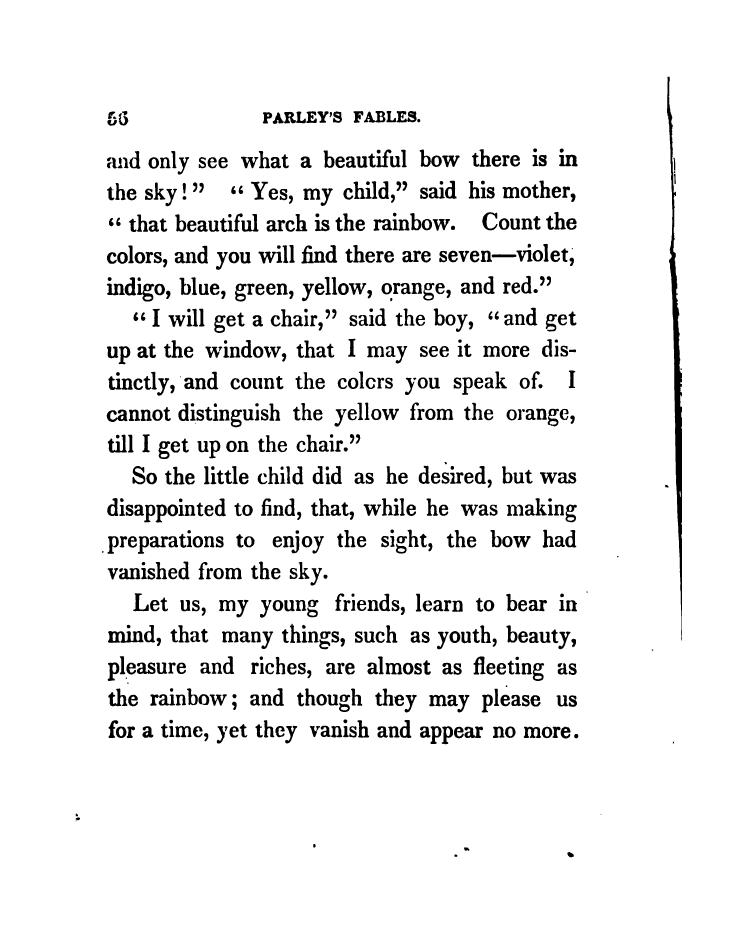 56 PARLEY'S FABLES.
and only see what a beautiful bow there is in
the sky!" "Yes, my child," said his mother,
"that beautiful arch is the rainbow. Count the
colors, and you will find there are seven—violet,
indigo, blue, green, yellow, orange, and red."
"I will get a chair," said the boy, "and get
up at the window, that I may see it more dis-
tinctly, and count the colors you speak of. I
cannot distinguish the yellow from the orange,
till I get up on the chair."
So the little child did as he desired, but was
disappointed to find, that, while he was making
preparations to enjoy the sight, the bow had
vanished from the sky.
Let us, my young friends, learn to bear in
mind, that many things, such as youth, beauty,
pleasure and riches, are almost as fleeting as
the rainbow; and though they may please us
for a time, yet they vanish and appear no more.